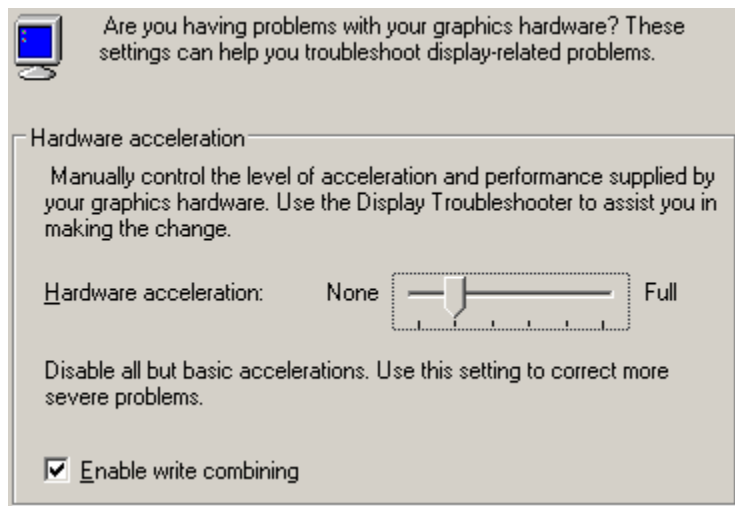 Are you having problems with your graphics hardware? These
settings can help you troubleshoot display-related problems.
Hardware acceleration
Manually control the level of acceleration and performance supplied by
your graphics hardware. Use the Display Troubleshooter to assist you in
making the change.
Hardware acceleration: None Full
Disable all but basic accelerations. Use this setting to correct more
severe problems.
Enable write combining